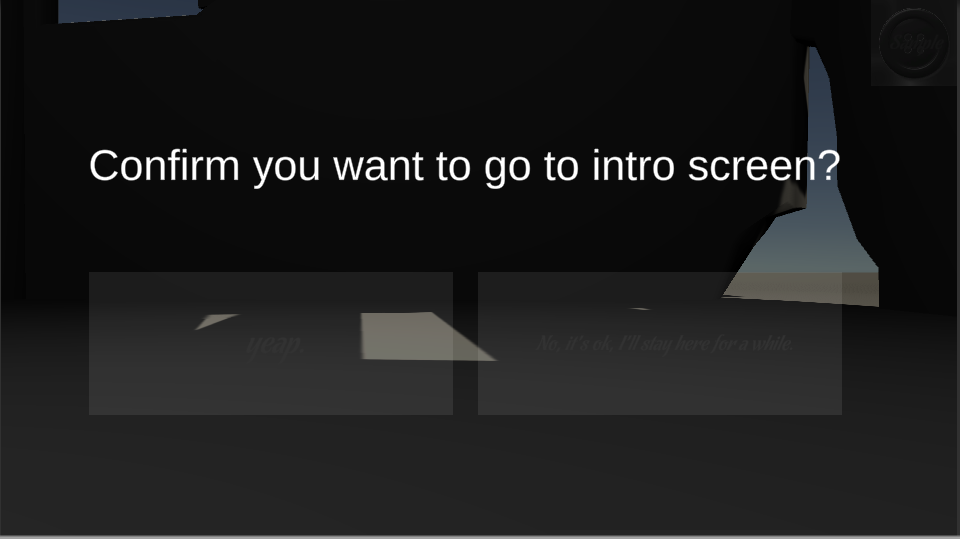 Confirm you want to go to intro screen?
yeap.
No, it's ok, I'll stay here for a while.